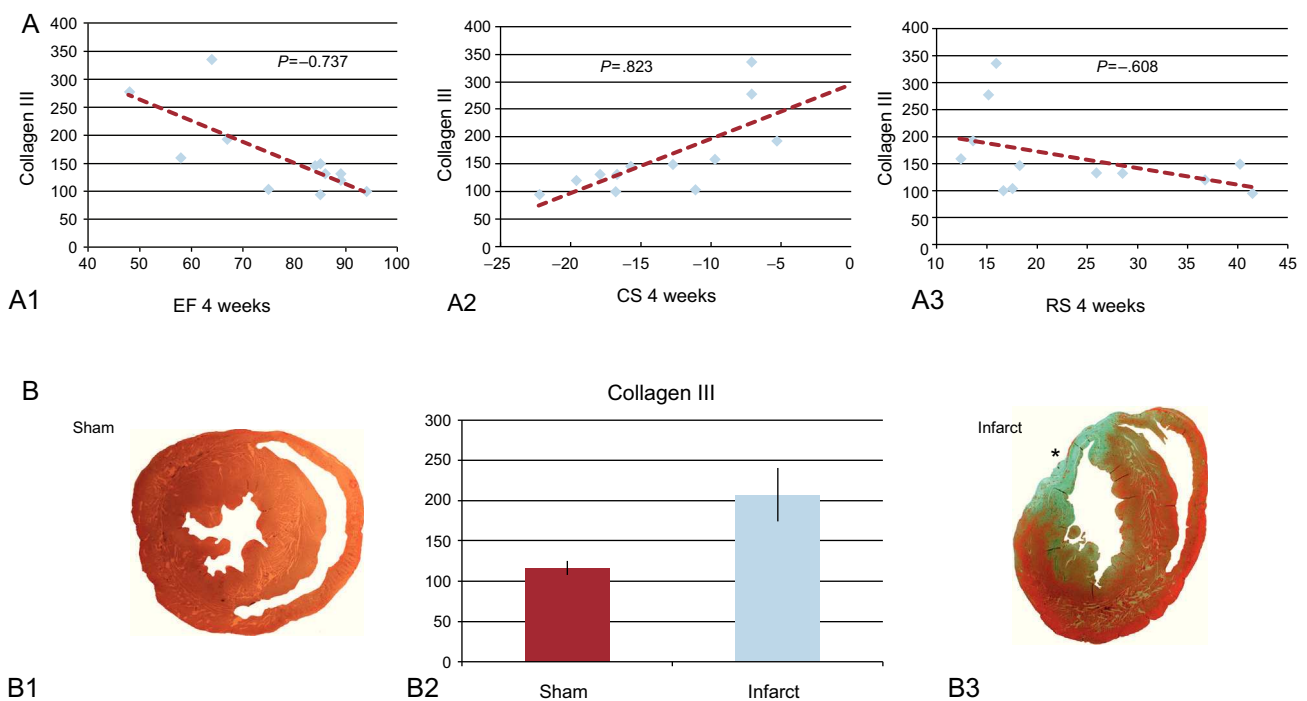 A
400
350
300
250
200
150
100
50
0
Collagen III
P=–0.737
40 50 60 70 80 90 100
EF 4 weeks
A1
400
350
300
250
200
150
100
50
0
Collagen III
P=.823
–25 –20 –15 –10 –5 0
CS 4 weeks
A2
400
350
300
250
200
150
100
50
0
Collagen III
P=–.608
10 15 20 25 30 35 40 45
RS 4 weeks
A3
B
Sham
B1
Collagen III
300
250
200
150
100
50
0
Sham Infarct
B2
Infarct
*
B3